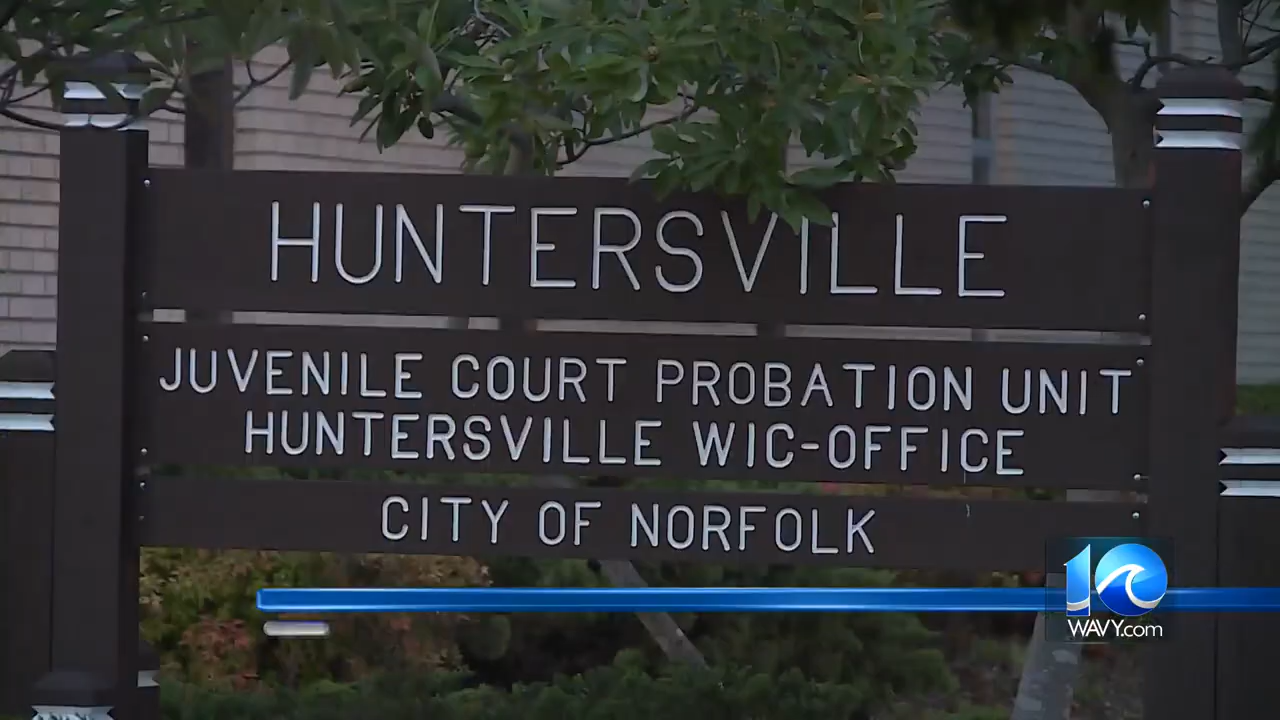 HUNTERSVILLE
JUVENILE COURT PROBATION UNIT
HUNTERSVILLE WIC-OFFICE
CITY OF NORFOLK
10
WAVY.com